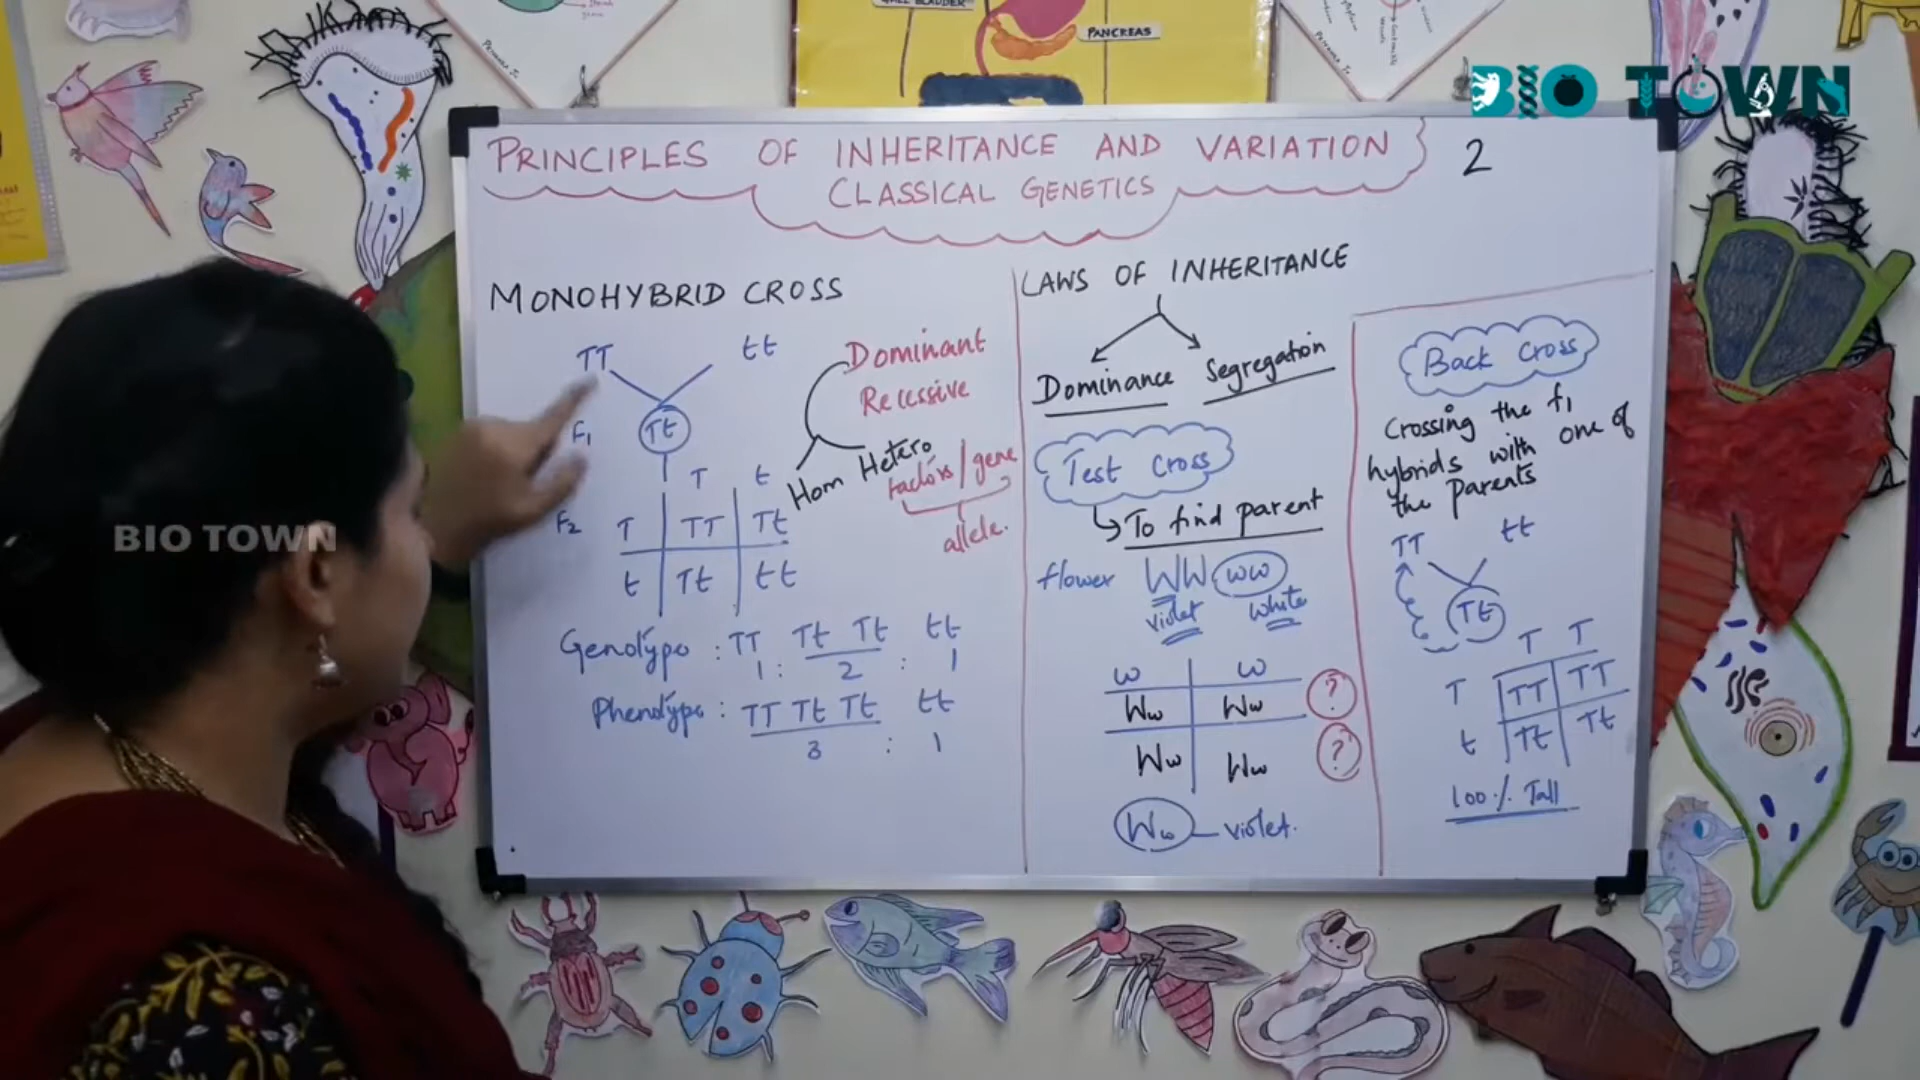 BIO TOWN
PANCREAS
PRINCIPLES OF INHERITANCE AND VARIATION
CLASSICAL GENETICS
2
MONOHYBRID CROSS
TT tt
F1 Tt
T t
F2 T TT Tt
t Tt tt
Dominant
Recessive
Hom Hetero
factors/gene
allele.
Genotype : TT Tt Tt tt
1 : 2 : 1
Phenotype : TT Tt Tt tt
3 : 1
LAWS OF INHERITANCE
Dominance Segregation
Test Cross
To find parent
flower WW ww
violet white
w w
Ww Ww ?
Ww Ww ?
Ww violet.
Back Cross
Crossing the f1
hybrids with one of
the parents
TT tt
Tt
T T
T TT TT
t Tt Tt
100% Tall
BIO TOWN